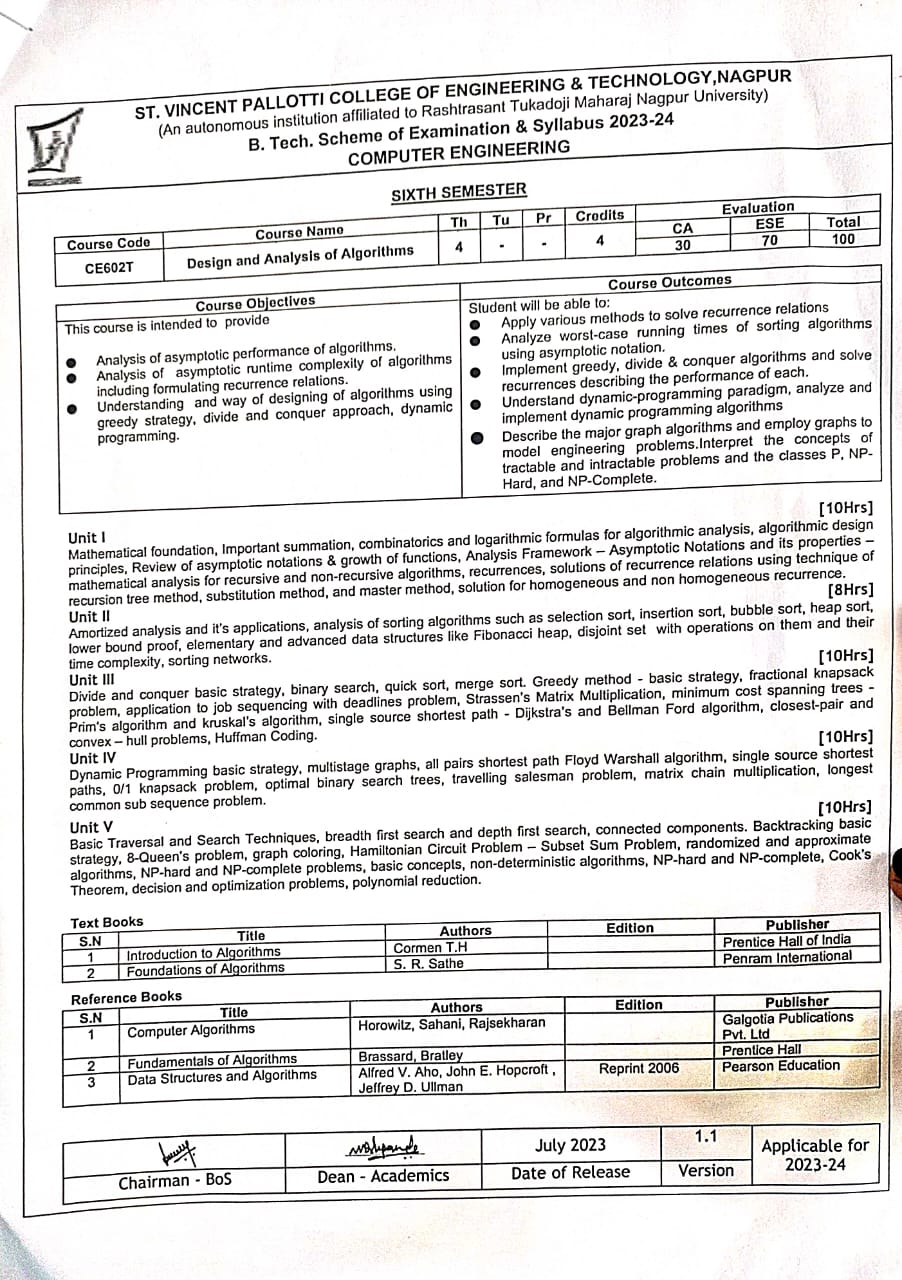 ST. VINCENT PALLOTTI COLLEGE OF ENGINEERING & TECHNOLOGY,NAGPUR
(An autonomous institution affiliated to Rashtrasant Tukadoji Maharaj Nagpur University)
B. Tech. Scheme of Examination & Syllabus 2023-24
COMPUTER ENGINEERING
SIXTH SEMESTER
Course Code Course Name Th Tu Pr Credits Evaluation
CA ESE Total
CE602T Design and Analysis of Algorithms 4 - - 4 30 70 100
Course Objectives
This course is intended to provide
● Analysis of asymptotic performance of algorithms.
● Analysis of asymptotic runtime complexity of algorithms
including formulating recurrence relations.
● Understanding and way of designing of algorithms using
greedy strategy, divide and conquer approach, dynamic
programming.
Course Outcomes
Student will be able to:
● Apply various methods to solve recurrence relations
● Analyze worst-case running times of sorting algorithms
using asymptotic notation.
● Implement greedy, divide & conquer algorithms and solve
recurrences describing the performance of each.
● Understand dynamic-programming paradigm, analyze and
implement dynamic programming algorithms
● Describe the major graph algorithms and employ graphs to
model engineering problems.Interpret the concepts of
tractable and intractable problems and the classes P, NP-
Hard, and NP-Complete.
Unit I [10Hrs]
Mathematical foundation, Important summation, combinatorics and logarithmic formulas for algorithmic analysis, algorithmic design
principles, Review of asymptotic notations & growth of functions, Analysis Framework – Asymptotic Notations and its properties –
mathematical analysis for recursive and non-recursive algorithms, recurrences, solutions of recurrence relations using technique of
recursion tree method, substitution method, and master method, solution for homogeneous and non homogeneous recurrence.
Unit II [8Hrs]
Amortized analysis and it's applications, analysis of sorting algorithms such as selection sort, insertion sort, bubble sort, heap sort,
lower bound proof, elementary and advanced data structures like Fibonacci heap, disjoint set with operations on them and their
time complexity, sorting networks.
Unit III [10Hrs]
Divide and conquer basic strategy, binary search, quick sort, merge sort. Greedy method - basic strategy, fractional knapsack
problem, application to job sequencing with deadlines problem, Strassen's Matrix Multiplication, minimum cost spanning trees -
Prim's algorithm and kruskal's algorithm, single source shortest path - Dijkstra's and Bellman Ford algorithm, closest-pair and
convex – hull problems, Huffman Coding.
Unit IV [10Hrs]
Dynamic Programming basic strategy, multistage graphs, all pairs shortest path Floyd Warshall algorithm, single source shortest
paths, 0/1 knapsack problem, optimal binary search trees, travelling salesman problem, matrix chain multiplication, longest
common sub sequence problem.
Unit V [10Hrs]
Basic Traversal and Search Techniques, breadth first search and depth first search, connected components. Backtracking basic
strategy, 8-Queen's problem, graph coloring, Hamiltonian Circuit Problem – Subset Sum Problem, randomized and approximate
algorithms, NP-hard and NP-complete problems, basic concepts, non-deterministic algorithms, NP-hard and NP-complete, Cook's
Theorem, decision and optimization problems, polynomial reduction.
Text Books
S.N Title Authors Edition Publisher
1 Introduction to Algorithms Cormen T.H Prentice Hall of India
2 Foundations of Algorithms S. R. Sathe Penram International
Reference Books
S.N Title Authors Edition Publisher
1 Computer Algorithms Horowitz, Sahani, Rajsekharan Galgotia Publications
Pvt. Ltd
2 Fundamentals of Algorithms Brassard, Bratley Prentice Hall
3 Data Structures and Algorithms Alfred V. Aho, John E. Hopcroft , Reprint 2006 Pearson Education
Jeffrey D. Ullman
July 2023 1.1 Applicable for
2023-24
Chairman - BoS Dean - Academics Date of Release Version